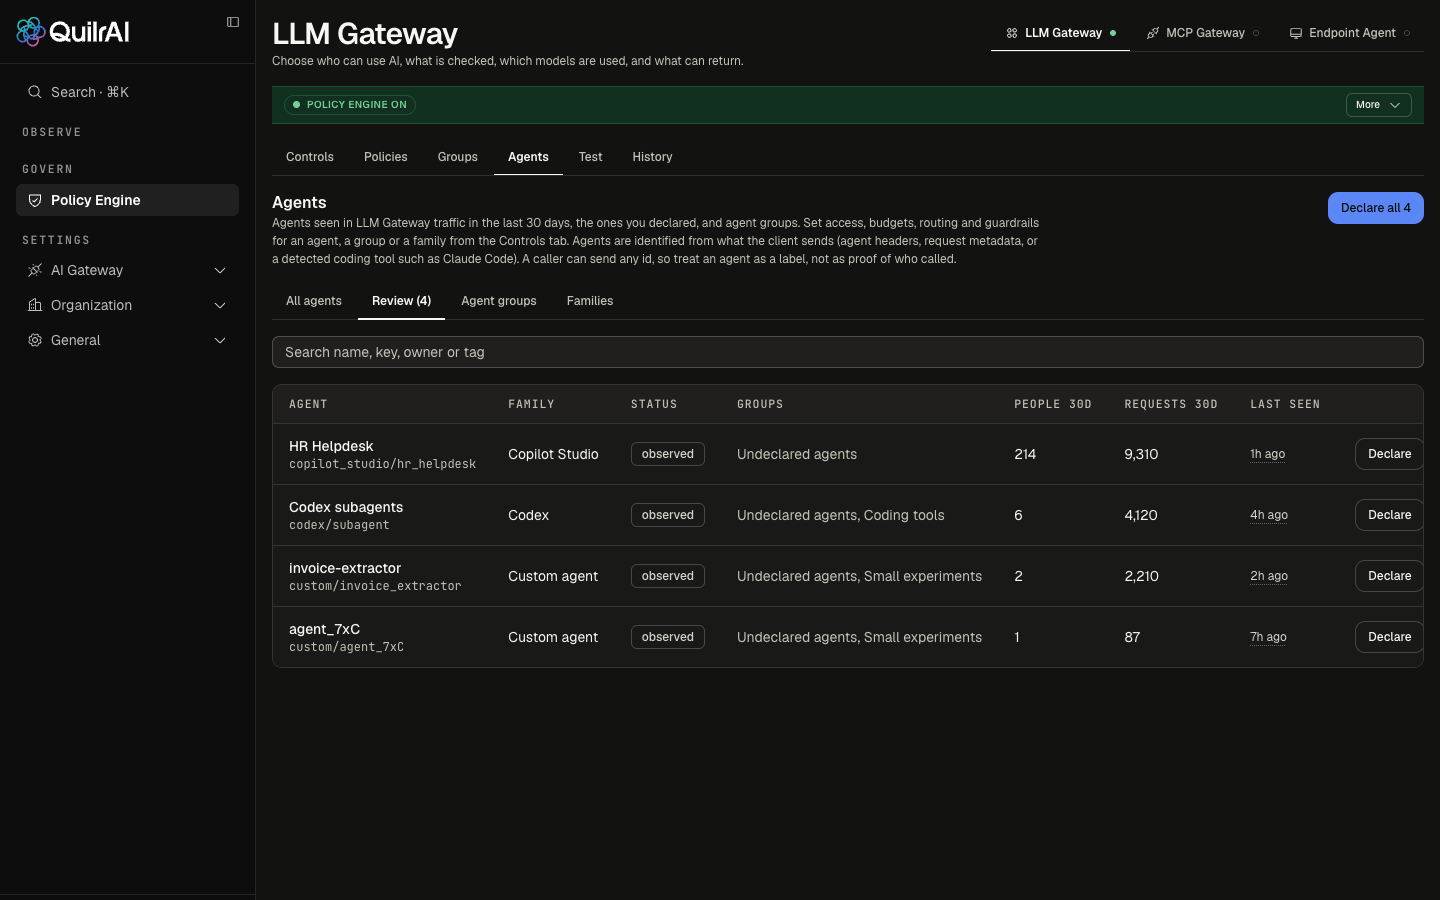 QuilrAI
Search · ⌘K
OBSERVE
GOVERN
Policy Engine
SETTINGS
AI Gateway
Organization
General
LLM Gateway
Choose who can use AI, what is checked, which models are used, and what can return.
LLM Gateway
MCP Gateway
Endpoint Agent
POLICY ENGINE ON
More
Controls
Policies
Groups
Agents
Test
History
Agents
Agents seen in LLM Gateway traffic in the last 30 days, the ones you declared, and agent groups. Set access, budgets, routing and guardrails
for an agent, a group or a family from the Controls tab. Agents are identified from what the client sends (agent headers, request metadata, or
a detected coding tool such as Claude Code). A caller can send any id, so treat an agent as a label, not as proof of who called.
Declare all 4
All agents
Review (4)
Agent groups
Families
Search name, key, owner or tag
AGENT FAMILY STATUS GROUPS PEOPLE 30D REQUESTS 30D LAST SEEN
HR Helpdesk
copilot_studio/hr_helpdesk
Copilot Studio observed Undeclared agents 214 9,310 1h ago Declare
Codex subagents
codex/subagent
Codex observed Undeclared agents, Coding tools 6 4,120 4h ago Declare
invoice-extractor
custom/invoice_extractor
Custom agent observed Undeclared agents, Small experiments 2 2,210 2h ago Declare
agent_7xC
custom/agent_7xC
Custom agent observed Undeclared agents, Small experiments 1 87 7h ago Declare